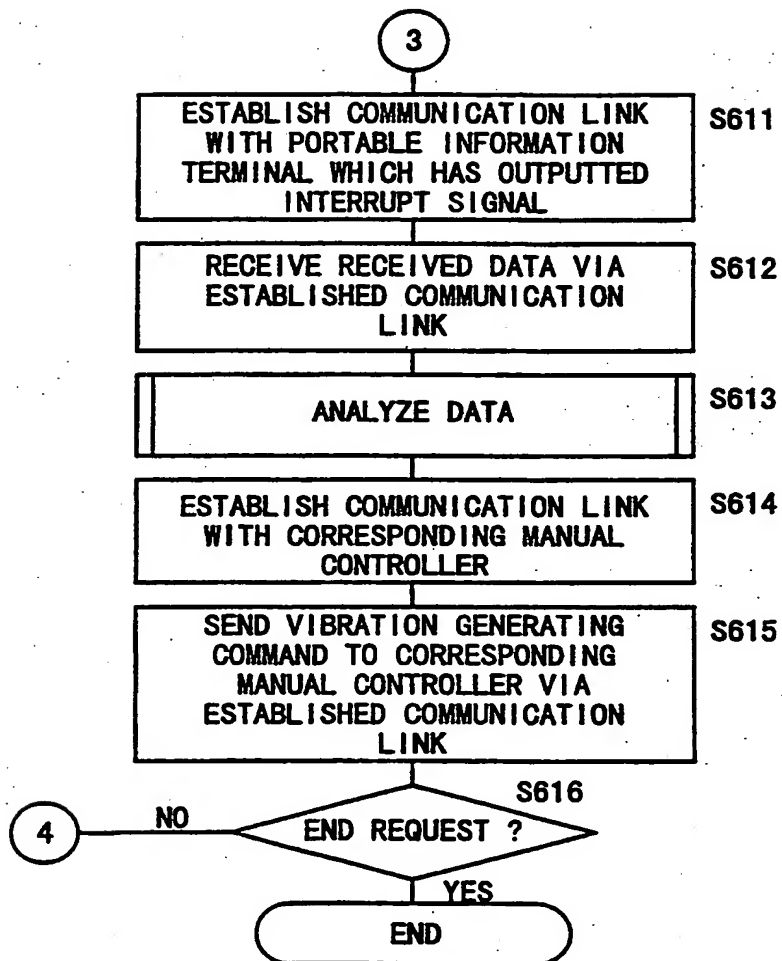 3
ESTABLISH COMMUNICATION LINK
WITH PORTABLE INFORMATION
TERMINAL WHICH HAS OUTPUTTED
INTERRUPT SIGNAL
S611
RECEIVE RECEIVED DATA VIA
ESTABLISHED COMMUNICATION
LINK
S612
ANALYZE DATA
S613
ESTABLISH COMMUNICATION LINK
WITH CORRESPONDING MANUAL
CONTROLLER
S614
SEND VIBRATION GENERATING
COMMAND TO CORRESPONDING
MANUAL CONTROLLER VIA
ESTABLISHED COMMUNICATION
LINK
S615
S616
END REQUEST ?
NO
4
YES
END